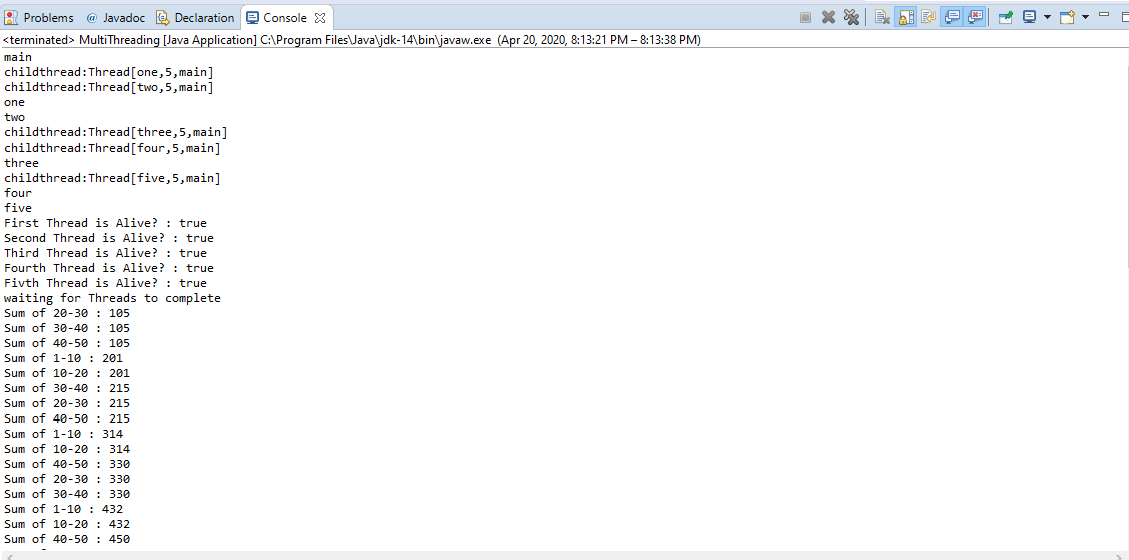 Problems @ Javadoc Declaration Console
<terminated> MultiThreading [Java Application] C:\Program Files\Java\jdk-14\bin\javaw.exe (Apr 20, 2020, 8:13:21 PM – 8:13:38 PM)
main
childthread:Thread[one,5,main]
childthread:Thread[two,5,main]
one
two
childthread:Thread[three,5,main]
childthread:Thread[four,5,main]
three
childthread:Thread[five,5,main]
four
five
First Thread is Alive? : true
Second Thread is Alive? : true
Third Thread is Alive? : true
Fourth Thread is Alive? : true
Fivth Thread is Alive? : true
waiting for Threads to complete
Sum of 20-30 : 105
Sum of 30-40 : 105
Sum of 40-50 : 105
Sum of 1-10 : 201
Sum of 10-20 : 201
Sum of 30-40 : 215
Sum of 20-30 : 215
Sum of 40-50 : 215
Sum of 1-10 : 314
Sum of 10-20 : 314
Sum of 40-50 : 330
Sum of 20-30 : 330
Sum of 30-40 : 330
Sum of 1-10 : 432
Sum of 10-20 : 432
Sum of 40-50 : 450